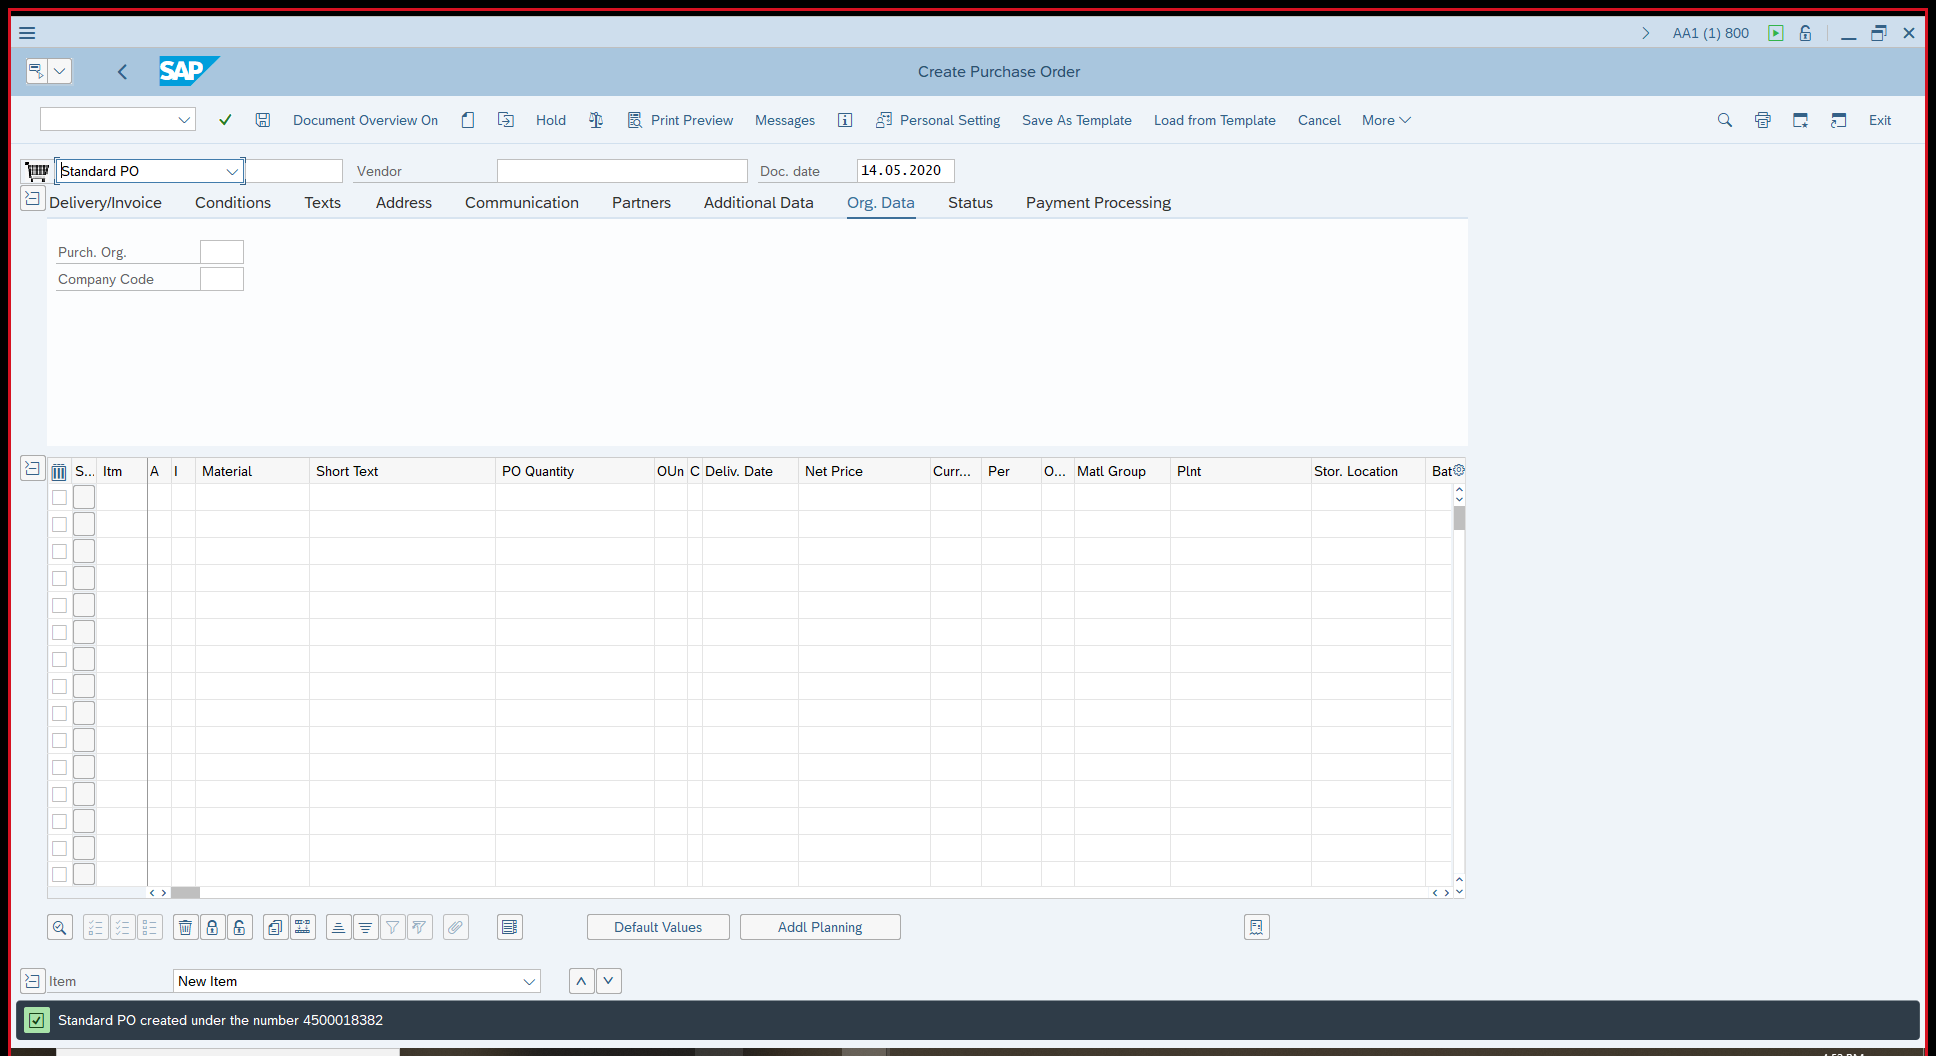 AA1 (1) 800
SAP
Create Purchase Order
Document Overview On Hold Print Preview Messages Personal Setting Save As Template Load from Template Cancel More Exit
Standard PO Vendor Doc. date 14.05.2020
Delivery/Invoice Conditions Texts Address Communication Partners Additional Data Org. Data Status Payment Processing
Purch. Org.
Company Code
S... Itm A I Material Short Text PO Quantity OUn C Deliv. Date Net Price Curr... Per O... Matl Group Plnt Stor. Location Bat
Default Values Addl Planning
Item New Item
Standard PO created under the number 4500018382